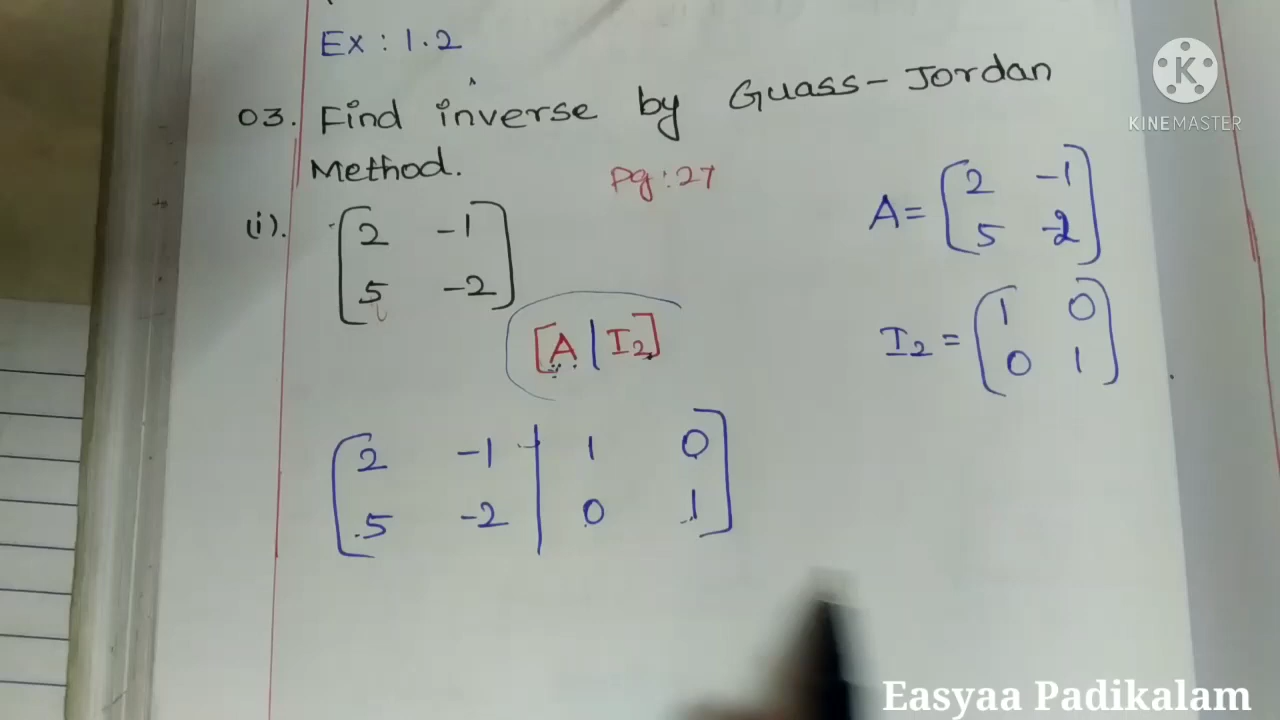 Ex : 1.2
03. Find inverse by Guass-Jordan
Method.
Pg:27
(i). [2 -1
5 -2]
A = [2 -1
5 -2]
[A | I₂]
I₂ = (1 0
0 1)
[2 -1 | 1 0
5 -2 | 0 1]
K
KINEMASTER
Easyaa Padikalam